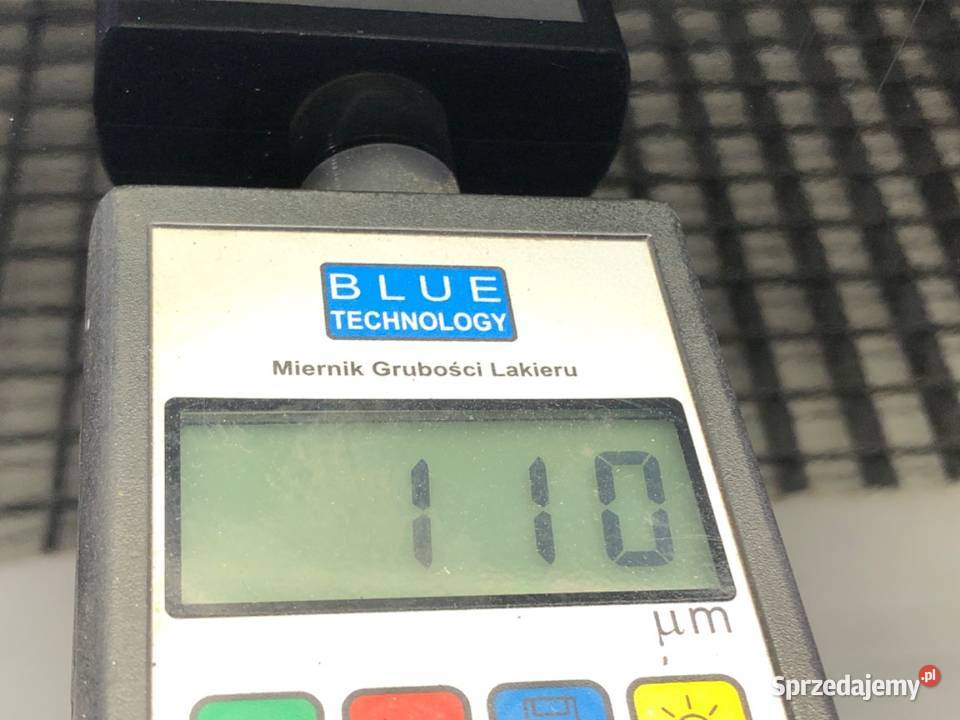 BLUE
TECHNOLOGY
Miernik Grubości Lakieru
110
µm
Sprzedajemy.pl